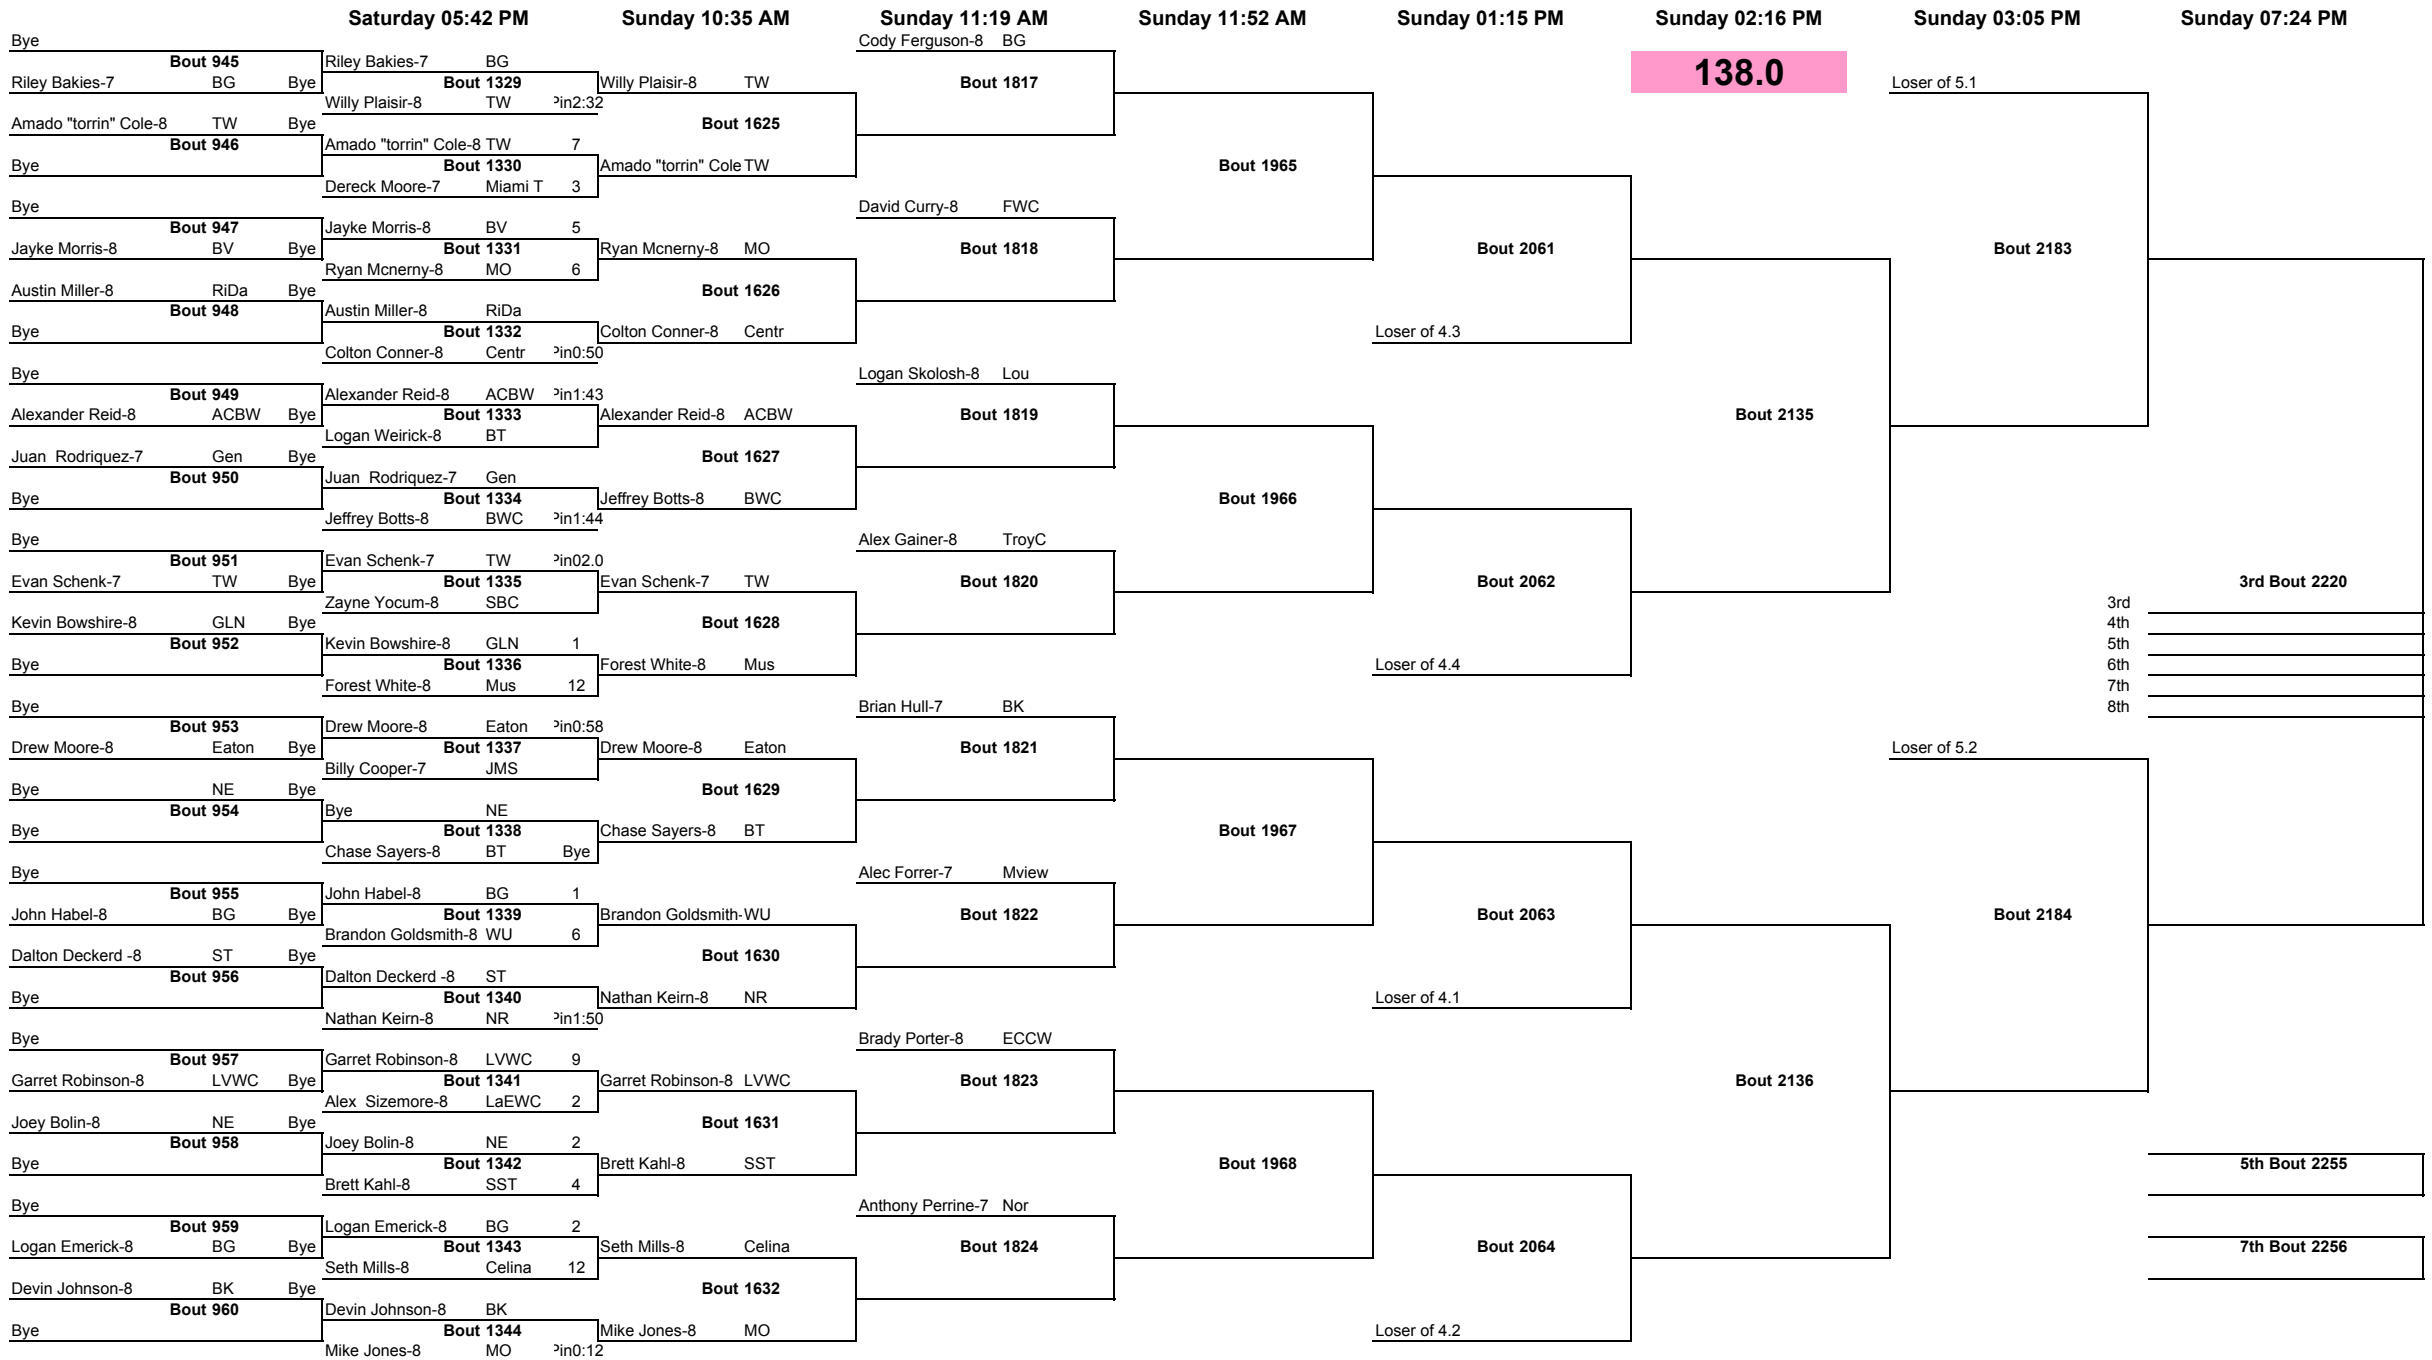 Saturday 05:42 PM Sunday 10:35 AM Sunday 11:19 AM Sunday 11:52 AM Sunday 01:15 PM Sunday 02:16 PM Sunday 03:05 PM Sunday 07:24 PM
Bye Cody Ferguson-8 BG
Bout 945 Riley Bakies-7 BG
138.0
Riley Bakies-7 BG Bye Bout 1329 Willy Plaisir-8 TW Bout 1817 Loser of 5.1
Willy Plaisir-8 TW Pin2:32
Amado "torrin" Cole-8 TW Bye Bout 1625
Bout 946 Amado "torrin" Cole-8 TW 7
Bye Bout 1330 Amado "torrin" Cole TW Bout 1965
Dereck Moore-7 Miami T 3
Bye David Curry-8 FWC
Bout 947 Jayke Morris-8 BV 5
Jayke Morris-8 BV Bye Bout 1331 Ryan Mcnerny-8 MO Bout 1818 Bout 2061 Bout 2183
Ryan Mcnerny-8 MO 6
Austin Miller-8 RiDa Bye Bout 1626
Bout 948 Austin Miller-8 RiDa
Bye Bout 1332 Colton Conner-8 Centr Loser of 4.3
Colton Conner-8 Centr Pin0:50
Bye Logan Skolosh-8 Lou
Bout 949 Alexander Reid-8 ACBW Pin1:43
Alexander Reid-8 ACBW Bye Bout 1333 Alexander Reid-8 ACBW Bout 1819 Bout 2135
Logan Weirick-8 BT
Juan Rodriquez-7 Gen Bye Bout 1627
Bout 950 Juan Rodriquez-7 Gen
Bye Bout 1334 Jeffrey Botts-8 BWC Bout 1966
Jeffrey Botts-8 BWC Pin1:44
Bye Alex Gainer-8 TroyC
Bout 951 Evan Schenk-7 TW Pin02.0
Evan Schenk-7 TW Bye Bout 1335 Evan Schenk-7 TW Bout 1820 Bout 2062 3rd Bout 2220
Zayne Yocum-8 SBC 3rd
Kevin Bowshire-8 GLN Bye Bout 1628 4th
Bout 952 Kevin Bowshire-8 GLN 1 5th
Bye Bout 1336 Forest White-8 Mus Loser of 4.4 6th
Forest White-8 Mus 12 7th
Bye Brian Hull-7 BK 8th
Bout 953 Drew Moore-8 Eaton Pin0:58
Drew Moore-8 Eaton Bye Bout 1337 Drew Moore-8 Eaton Bout 1821 Loser of 5.2
Billy Cooper-7 JMS
Bye NE Bye Bout 1629
Bout 954 Bye NE
Bye Bout 1338 Chase Sayers-8 BT Bout 1967
Chase Sayers-8 BT Bye
Bye Alec Forrer-7 Mview
Bout 955 John Habel-8 BG 1
John Habel-8 BG Bye Bout 1339 Brandon Goldsmith- WU Bout 1822 Bout 2063 Bout 2184
Brandon Goldsmith-8 WU 6
Dalton Deckerd -8 ST Bye Bout 1630
Bout 956 Dalton Deckerd -8 ST
Bye Bout 1340 Nathan Keirn-8 NR Loser of 4.1
Nathan Keirn-8 NR Pin1:50
Bye Brady Porter-8 ECCW
Bout 957 Garret Robinson-8 LVWC 9
Garret Robinson-8 LVWC Bye Bout 1341 Garret Robinson-8 LVWC Bout 1823 Bout 2136
Alex Sizemore-8 LaEWC 2
Joey Bolin-8 NE Bye Bout 1631
Bout 958 Joey Bolin-8 NE 2
Bye Bout 1342 Brett Kahl-8 SST Bout 1968 5th Bout 2255
Brett Kahl-8 SST 4
Bye Anthony Perrine-7 Nor
Bout 959 Logan Emerick-8 BG 2
Logan Emerick-8 BG Bye Bout 1343 Seth Mills-8 Celina Bout 1824 Bout 2064 7th Bout 2256
Seth Mills-8 Celina 12
Devin Johnson-8 BK Bye Bout 1632
Bout 960 Devin Johnson-8 BK
Bye Bout 1344 Mike Jones-8 MO Loser of 4.2
Mike Jones-8 MO Pin0:12